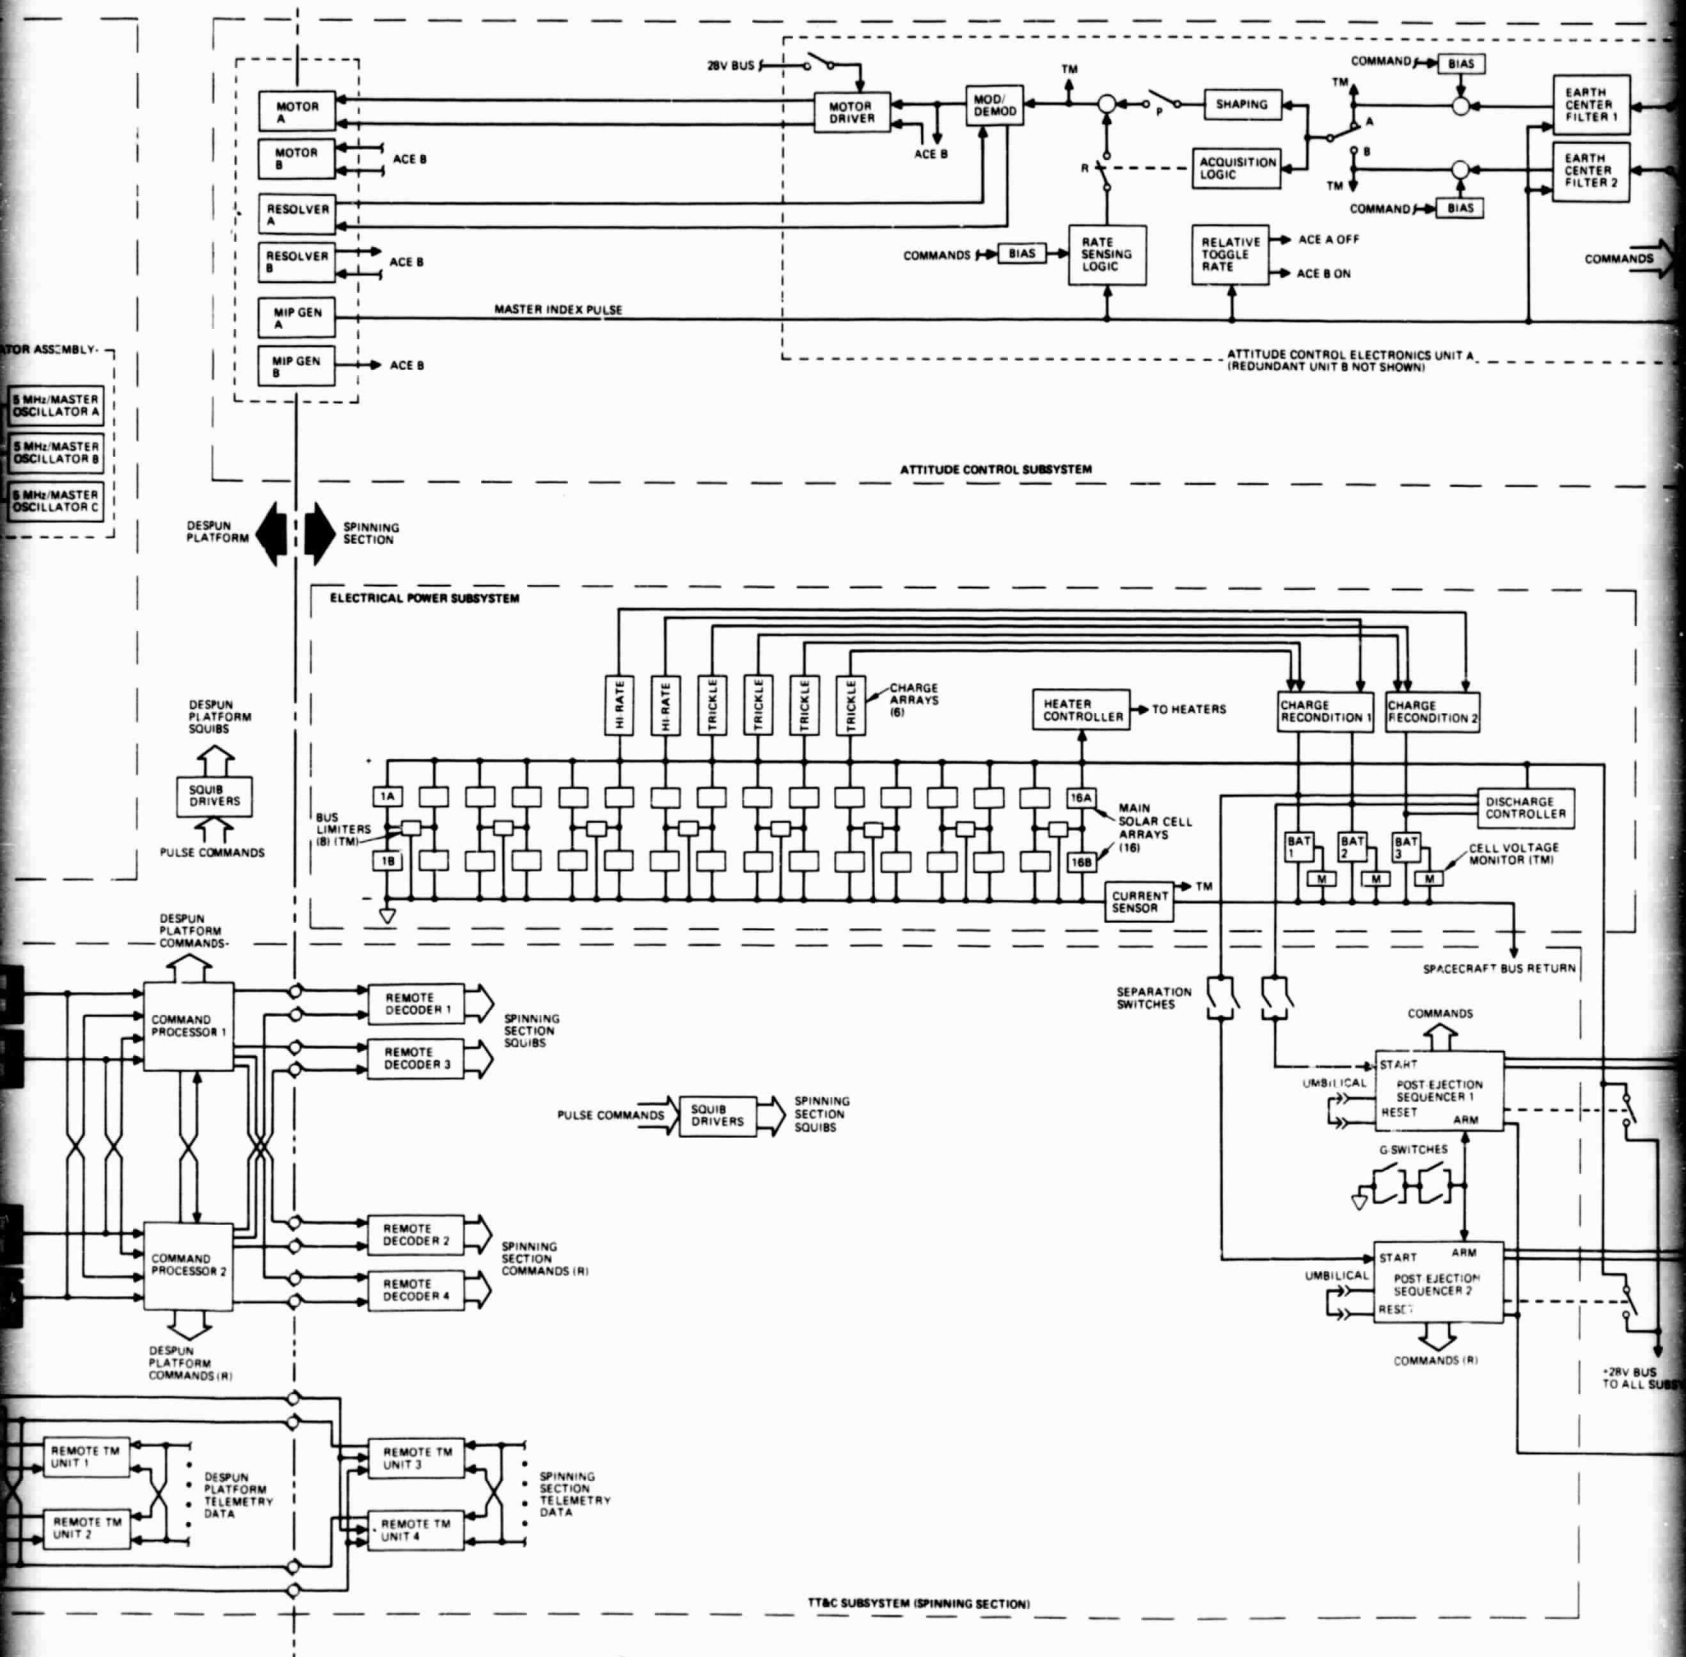 28V BUS
MOTOR
A
MOTOR
B
ACE B
RESOLVER
A
RESOLVER
B
ACE B
MIP GEN
A
MIP GEN
B
ACE B
MASTER INDEX PULSE
MOTOR
DRIVER
ACE B
MOD/
DEMOD
TM
P
SHAPING
R
ACQUISITION
LOGIC
COMMANDS
BIAS
RATE
SENSING
LOGIC
RELATIVE
TOGGLE
RATE
ACE A OFF
ACE B ON
COMMAND
BIAS
TM
A
B
TM
COMMAND
BIAS
EARTH
CENTER
FILTER 1
EARTH
CENTER
FILTER 2
COMMANDS
ATTITUDE CONTROL ELECTRONICS UNIT A
(REDUNDANT UNIT B NOT SHOWN)
ATTITUDE CONTROL SUBSYSTEM
ASSEMBLY
5 MHz/MASTER
OSCILLATOR A
5 MHz/MASTER
OSCILLATOR B
5 MHz/MASTER
OSCILLATOR C
DESPUN
PLATFORM
SPINNING
SECTION
ELECTRICAL POWER SUBSYSTEM
HI-RATE
HI-RATE
TRICKLE
TRICKLE
TRICKLE
TRICKLE
CHARGE
ARRAYS
(6)
HEATER
CONTROLLER
TO HEATERS
CHARGE
RECONDITION 1
CHARGE
RECONDITION 2
+
1A
BUS
LIMITERS
(8) (TM)
1B
-
16A
MAIN
SOLAR CELL
ARRAYS
(16)
16B
CURRENT
SENSOR
TM
DISCHARGE
CONTROLLER
BAT
1
BAT
2
BAT
3
M
M
M
CELL VOLTAGE
MONITOR (TM)
SPACECRAFT BUS RETURN
DESPUN
PLATFORM
SQUIBS
SQUIB
DRIVERS
PULSE COMMANDS
DESPUN
PLATFORM
COMMANDS
COMMAND
PROCESSOR 1
COMMAND
PROCESSOR 2
DESPUN
PLATFORM
COMMANDS (R)
REMOTE
DECODER 1
REMOTE
DECODER 3
SPINNING
SECTION
SQUIBS
REMOTE
DECODER 2
REMOTE
DECODER 4
SPINNING
SECTION
COMMANDS (R)
PULSE COMMANDS
SQUIB
DRIVERS
SPINNING
SECTION
SQUIBS
SEPARATION
SWITCHES
COMMANDS
START
POST EJECTION
SEQUENCER 1
UMBILICAL
RESET
ARM
G-SWITCHES
START
ARM
POST EJECTION
SEQUENCER 2
UMBILICAL
RESET
COMMANDS (R)
+28V BUS
TO ALL
REMOTE TM
UNIT 1
REMOTE TM
UNIT 2
DESPUN
PLATFORM
TELEMETRY
DATA
REMOTE TM
UNIT 3
REMOTE TM
UNIT 4
SPINNING
SECTION
TELEMETRY
DATA
TT&C SUBSYSTEM (SPINNING SECTION)